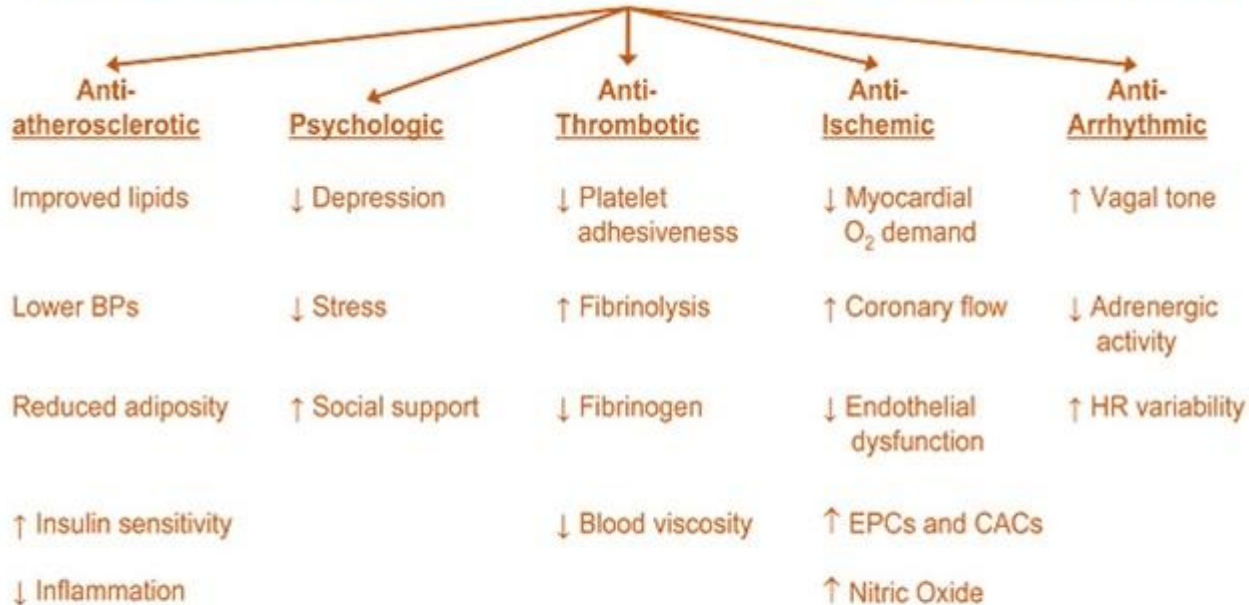 Anti-
atherosclerotic
Improved lipids
Lower BPs
Reduced adiposity
↑ Insulin sensitivity
↓ Inflammation
Psychologic
↓ Depression
↓ Stress
↑ Social support
Anti-
Thrombotic
↓ Platelet
adhesiveness
↑ Fibrinolysis
↓ Fibrinogen
↓ Blood viscosity
Anti-
Ischemic
↓ Myocardial
O₂ demand
↑ Coronary flow
↓ Endothelial
dysfunction
↑ EPCs and CACs
↑ Nitric Oxide
Anti-
Arrhythmic
↑ Vagal tone
↓ Adrenergic
activity
↑ HR variability